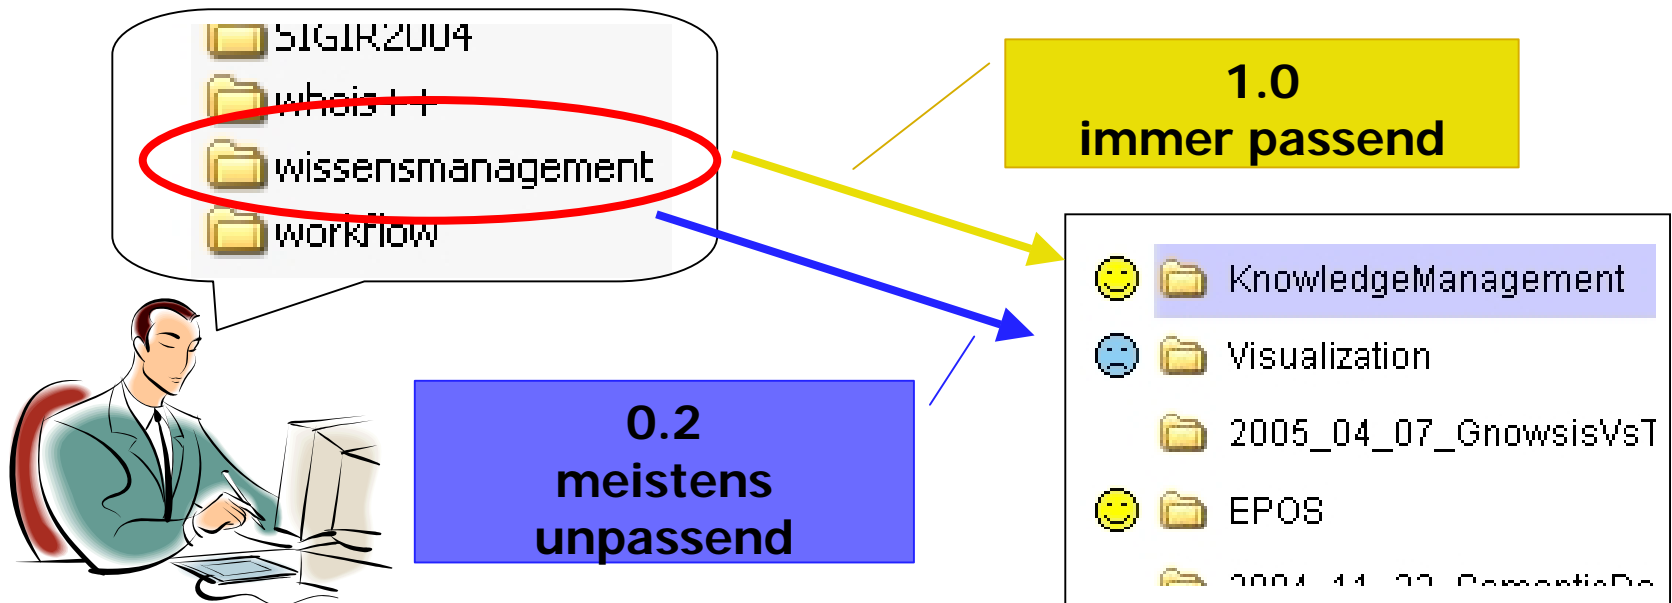 SIGIR2004
whois++
wissensmanagement
workflow
1.0
immer passend
0.2
meistens
unpassend
KnowledgeManagement
Visualization
2005_04_07_GnowsisVsT
EPOS